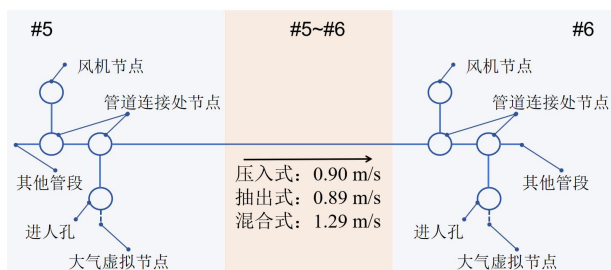 #5
#5~#6
#6
风机节点
管道连接处节点
其他管段
进人孔
大气虚拟节点
压入式：0.90 m/s
抽出式：0.89 m/s
混合式：1.29 m/s
风机节点
管道连接处节点
其他管段
进人孔
大气虚拟节点